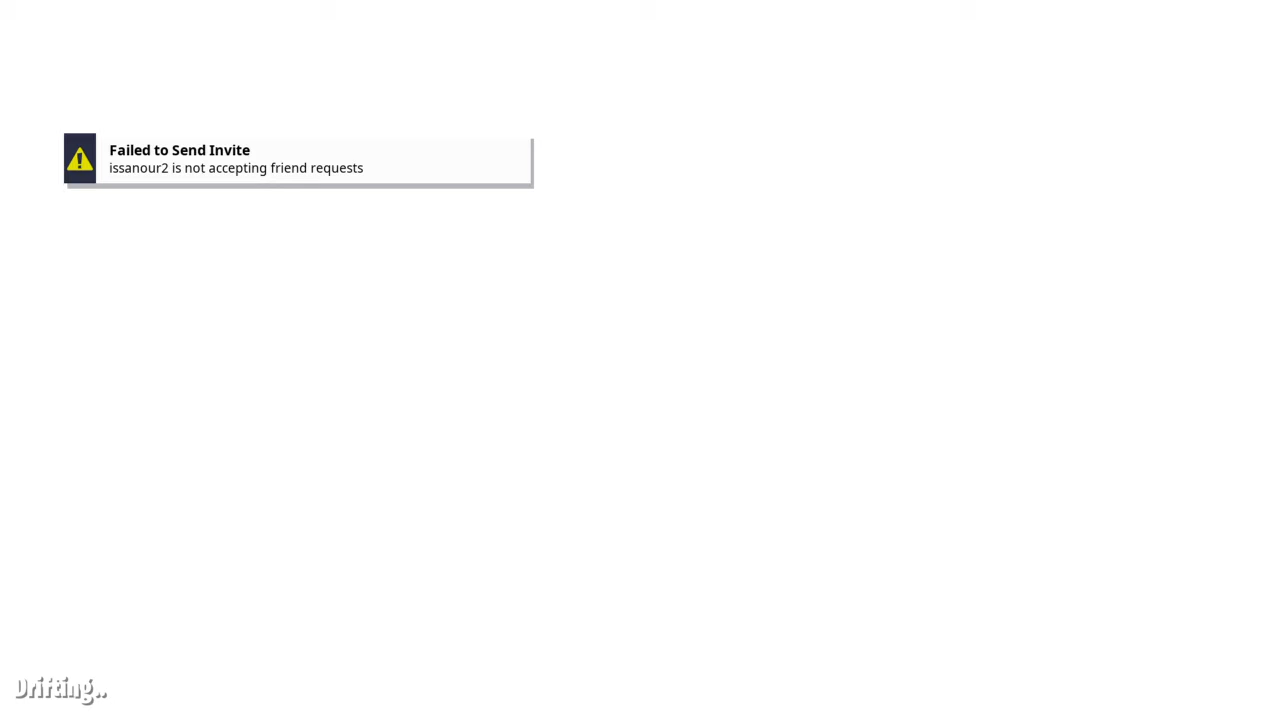 Failed to Send Invite
issanour2 is not accepting friend requests
Drifting..